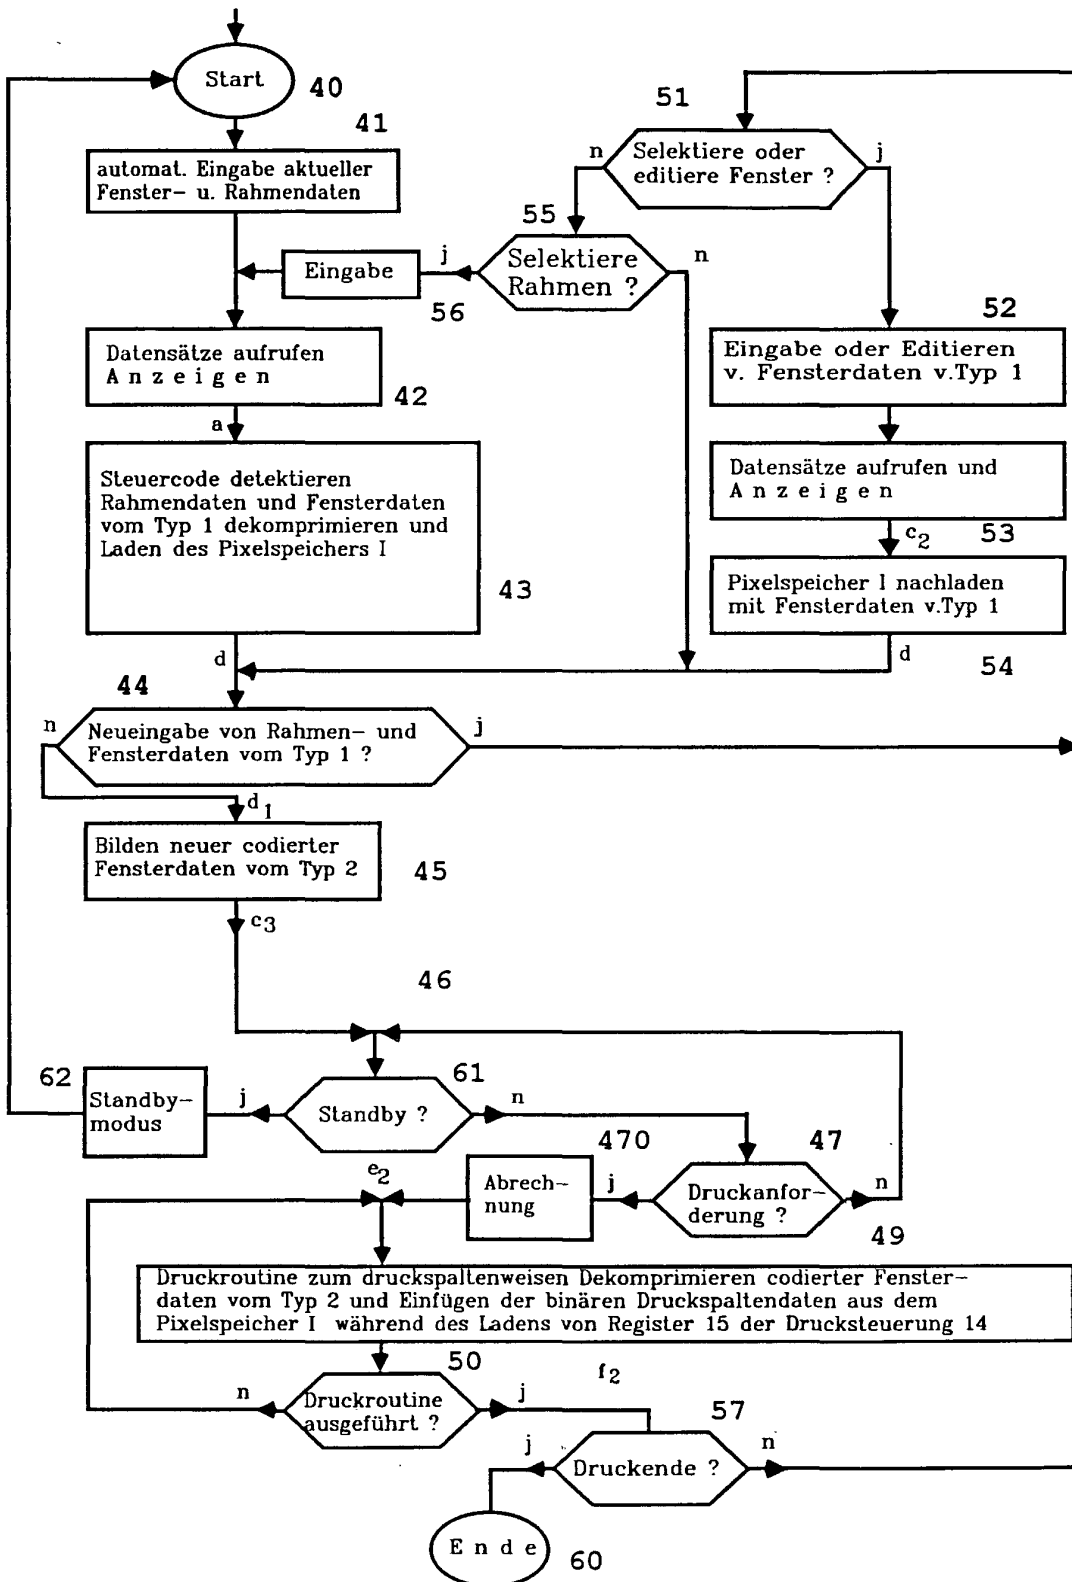 Start
40
41
automat. Eingabe aktueller
Fenster- u. Rahmendaten
51
Selektiere oder
editiere Fenster ?
n
j
55
Selektiere
Rahmen ?
j
n
Eingabe
56
Datensätze aufrufen
A n z e i g e n
42
a
52
Eingabe oder Editieren
v. Fensterdaten v.Typ 1
Steuercode detektieren
Rahmendaten und Fensterdaten
vom Typ 1 dekomprimieren und
Laden des Pixelspeichers I
43
Datensätze aufrufen und
A n z e i g e n
53
c2
Pixelspeicher I nachladen
mit Fensterdaten v.Typ 1
54
d
d
44
n
Neueingabe von Rahmen- und
Fensterdaten vom Typ 1 ?
j
d1
Bilden neuer codierter
Fensterdaten vom Typ 2
45
c3
46
62
Standby-
modus
j
Standby ?
61
n
470
47
e2
Abrech-
nung
j
Druckanfor-
derung ?
n
49
Druckroutine zum druckspaltenweisen Dekomprimieren codierter Fenster-
daten vom Typ 2 und Einfügen der binären Druckspaltendaten aus dem
Pixelspeicher I während des Ladens von Register 15 der Drucksteuerung 14
50
f2
n
Druckroutine
ausgeführt ?
j
57
j
Druckende ?
n
E n d e
60